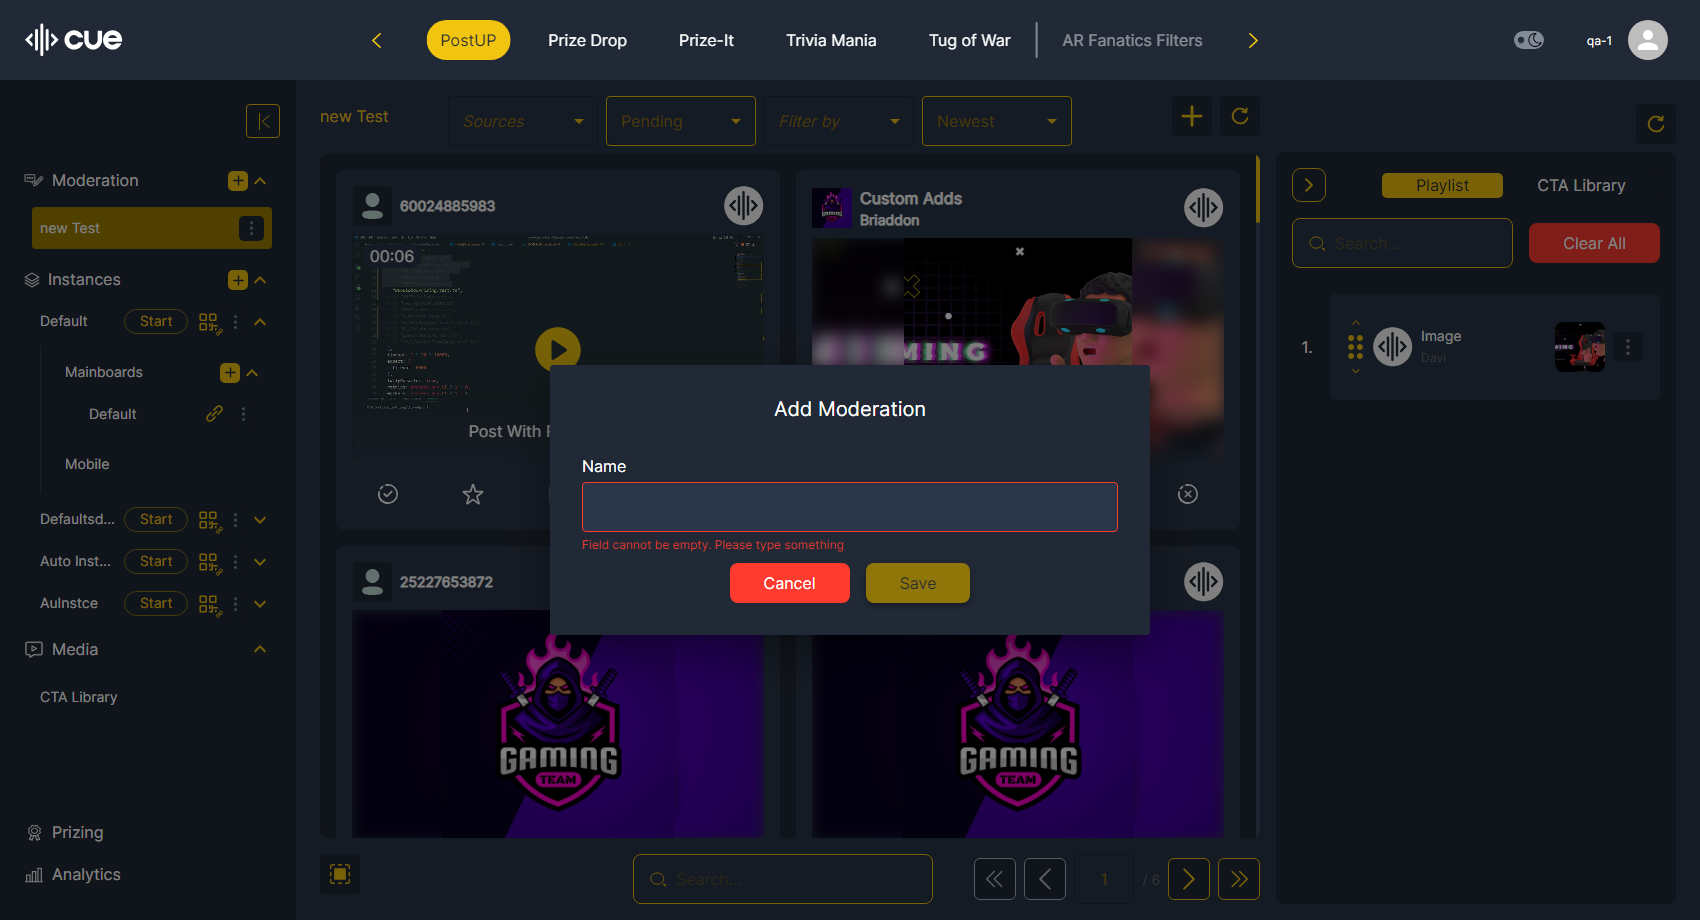 cue
PostUP
Prize Drop
Prize-It
Trivia Mania
Tug of War
AR Fanatics Filters
qa-1
Moderation
new Test
Instances
Default
Start
Mainboards
Default
Mobile
Defaultsd...
Start
Auto Inst...
Start
AuInstce
Start
Media
CTA Library
Prizing
Analytics
new Test
Sources
Pending
Filter by
Newest
60024885983
00:06
Post With
Custom Adds
Briaddon
MING
25227653872
GAMING
TEAM
GAMING
TEAM
Add Moderation
Name
Field cannot be empty. Please type something
Cancel
Save
Search...
1
/ 6
Playlist
CTA Library
Search...
Clear All
1.
Image
Davi